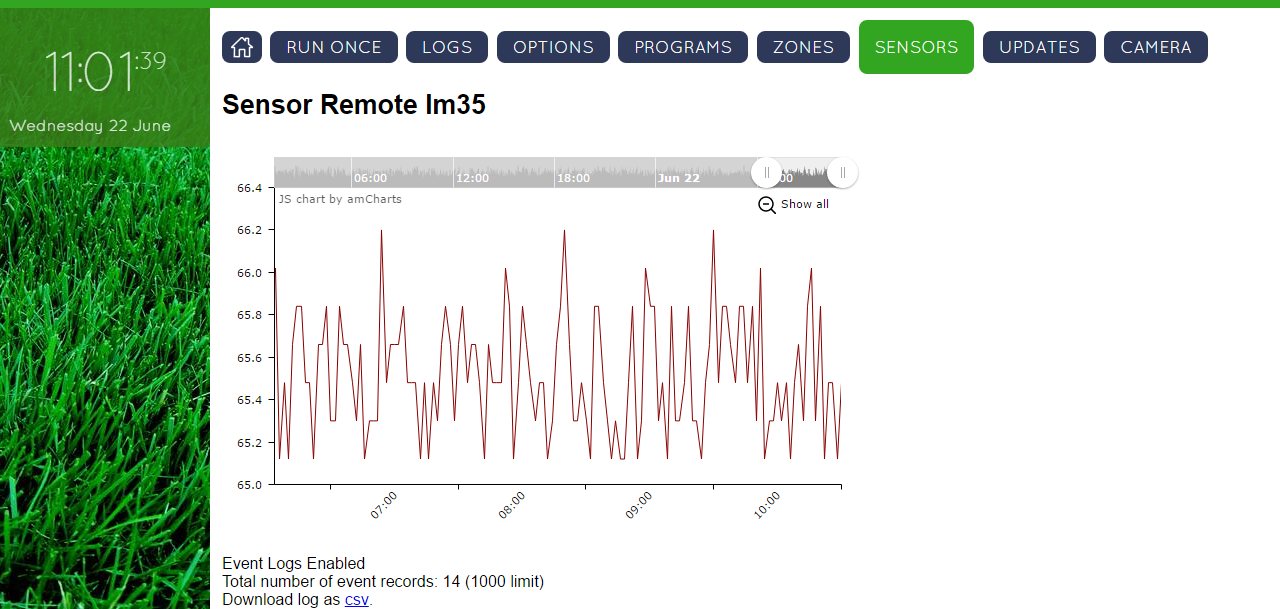 11:01:39
Wednesday 22 June
RUN ONCE LOGS OPTIONS PROGRAMS ZONES SENSORS UPDATES CAMERA
Sensor Remote lm35
06:00 12:00 18:00 Jun 22
JS chart by amCharts
Show all
66.4
66.2
66.0
65.8
65.6
65.4
65.2
65.0
07:00 08:00 09:00 10:00
Event Logs Enabled
Total number of event records: 14 (1000 limit)
Download log as csv.